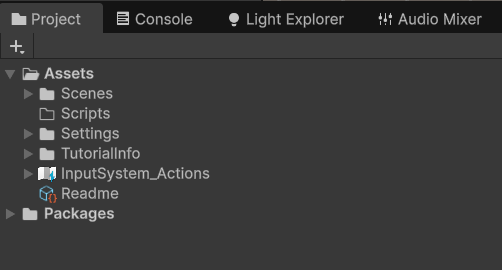 Project Console Light Explorer Audio Mixer
Assets
Scenes
Scripts
Settings
TutorialInfo
InputSystem_Actions
Readme
Packages